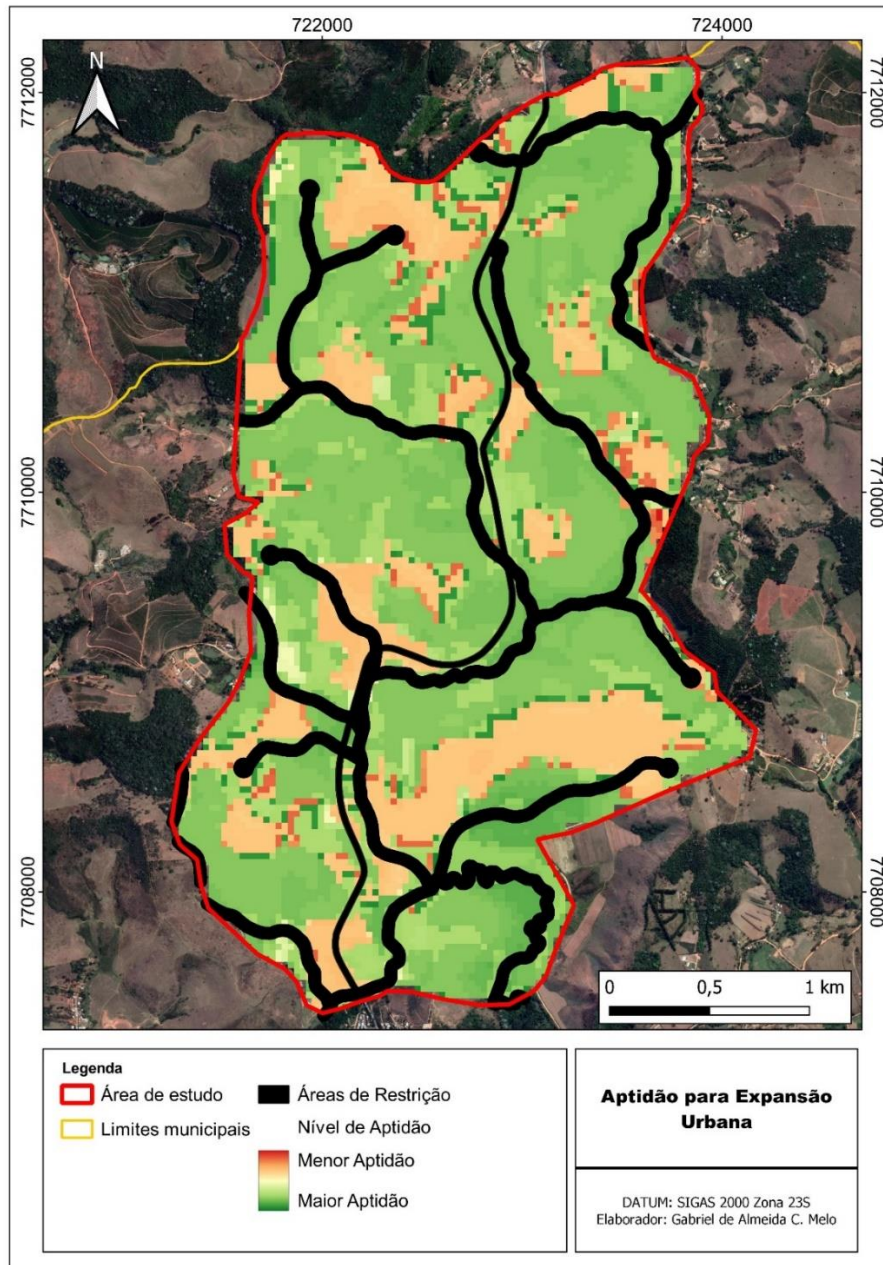 722000
724000
N
7712000
7712000
7710000
7710000
7708000
7708000
0
0,5
1 km
Legenda
Área de estudo
Áreas de Restrição
Limites municipais
Nível de Aptidão
Menor Aptidão
Maior Aptidão
Aptidão para Expansão
Urbana
DATUM: SIGAS 2000 Zona 23S
Elaborador: Gabriel de Almeida C. Melo